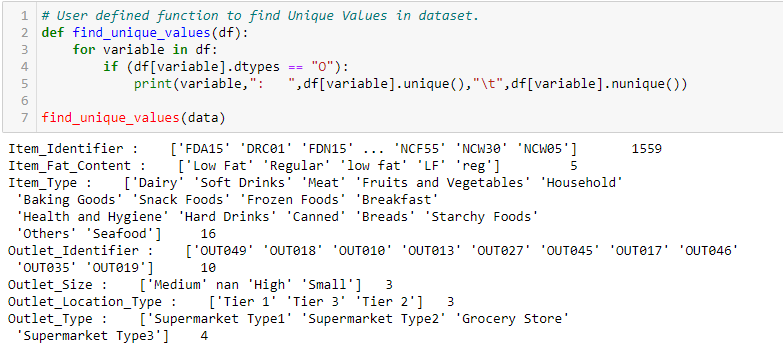 1 # User defined function to find Unique Values in dataset.
2 def find_unique_values(df):
3     for variable in df:
4         if (df[variable].dtypes == "O"):
5             print(variable,":   ",df[variable].unique(),"\t",df[variable].nunique())
6
7 find_unique_values(data)
Item_Identifier :    ['FDA15' 'DRC01' 'FDN15' ... 'NCF55' 'NCW30' 'NCW05']       1559
Item_Fat_Content :    ['Low Fat' 'Regular' 'low fat' 'LF' 'reg']         5
Item_Type :    ['Dairy' 'Soft Drinks' 'Meat' 'Fruits and Vegetables' 'Household'
 'Baking Goods' 'Snack Foods' 'Frozen Foods' 'Breakfast'
 'Health and Hygiene' 'Hard Drinks' 'Canned' 'Breads' 'Starchy Foods'
 'Others' 'Seafood']     16
Outlet_Identifier :    ['OUT049' 'OUT018' 'OUT010' 'OUT013' 'OUT027' 'OUT045' 'OUT017' 'OUT046'
 'OUT035' 'OUT019']      10
Outlet_Size :    ['Medium' nan 'High' 'Small']   3
Outlet_Location_Type :    ['Tier 1' 'Tier 3' 'Tier 2']   3
Outlet_Type :    ['Supermarket Type1' 'Supermarket Type2' 'Grocery Store'
 'Supermarket Type3']    4